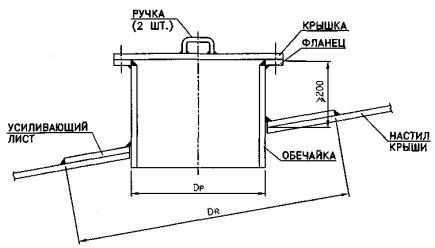 РУЧКА
(2 ШТ.)
КРЫШКА
ФЛАНЕЦ
≥200
УСИЛИВАЮЩИЙ
ЛИСТ
НАСТИЛ
КРЫШИ
ОБЕЧАЙКА
DP
DR